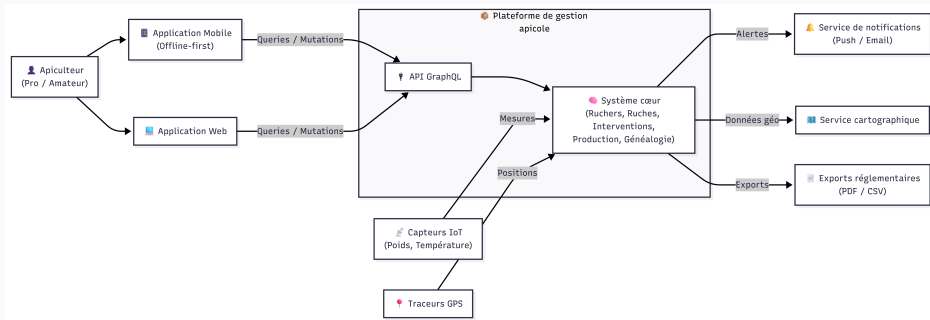 Plateforme de gestion
apicole
Apiculteur
(Pro / Amateur)
Application Mobile
(Offline-first)
Application Web
Queries / Mutations
Queries / Mutations
API GraphQL
Système cœur
(Ruchers, Ruches,
Interventions,
Production, Généalogie)
Mesures
Positions
Capteurs IoT
(Poids, Température)
Traceurs GPS
Alertes
Données géo
Exports
Service de notifications
(Push / Email)
Service cartographique
Exports réglementaires
(PDF / CSV)